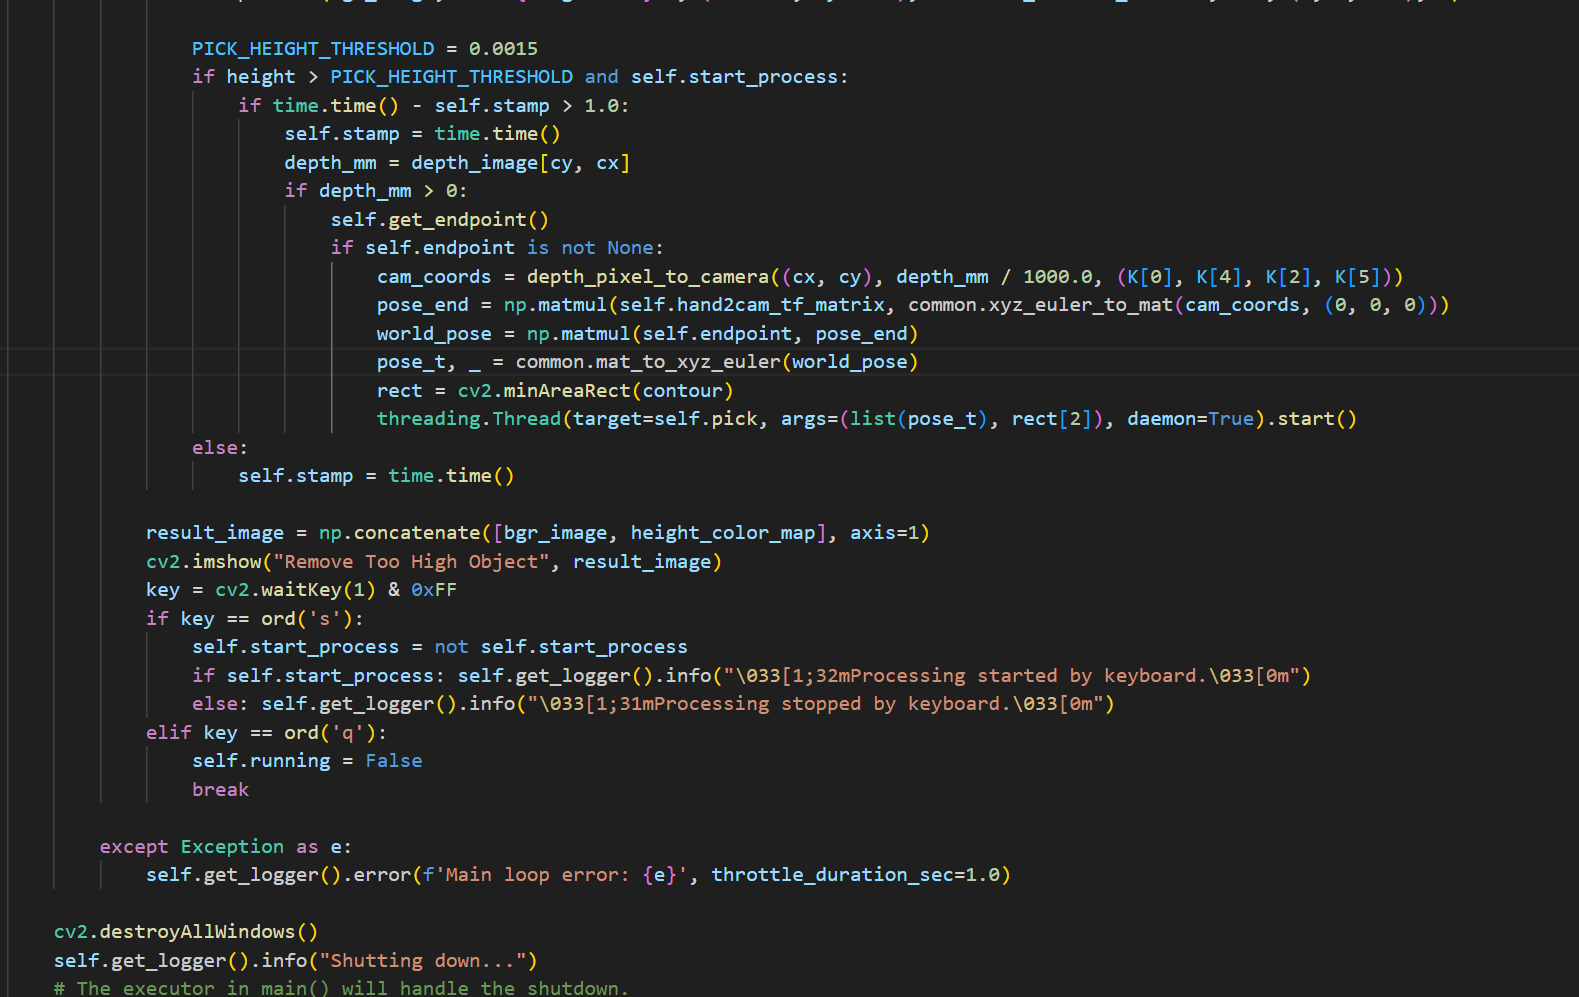 PICK_HEIGHT_THRESHOLD = 0.0015
if height > PICK_HEIGHT_THRESHOLD and self.start_process:
if time.time() - self.stamp > 1.0:
self.stamp = time.time()
depth_mm = depth_image[cy, cx]
if depth_mm > 0:
self.get_endpoint()
if self.endpoint is not None:
cam_coords = depth_pixel_to_camera((cx, cy), depth_mm / 1000.0, (K[0], K[4], K[2], K[5]))
pose_end = np.matmul(self.hand2cam_tf_matrix, common.xyz_euler_to_mat(cam_coords, (0, 0, 0)))
world_pose = np.matmul(self.endpoint, pose_end)
pose_t, _ = common.mat_to_xyz_euler(world_pose)
rect = cv2.minAreaRect(contour)
threading.Thread(target=self.pick, args=(list(pose_t), rect[2]), daemon=True).start()
else:
self.stamp = time.time()
result_image = np.concatenate([bgr_image, height_color_map], axis=1)
cv2.imshow("Remove Too High Object", result_image)
key = cv2.waitKey(1) & 0xFF
if key == ord('s'):
self.start_process = not self.start_process
if self.start_process: self.get_logger().info("\033[1;32mProcessing started by keyboard.\033[0m")
else: self.get_logger().info("\033[1;31mProcessing stopped by keyboard.\033[0m")
elif key == ord('q'):
self.running = False
break
except Exception as e:
self.get_logger().error(f'Main loop error: {e}', throttle_duration_sec=1.0)
cv2.destroyAllWindows()
self.get_logger().info("Shutting down...")
# The executor in main() will handle the shutdown.